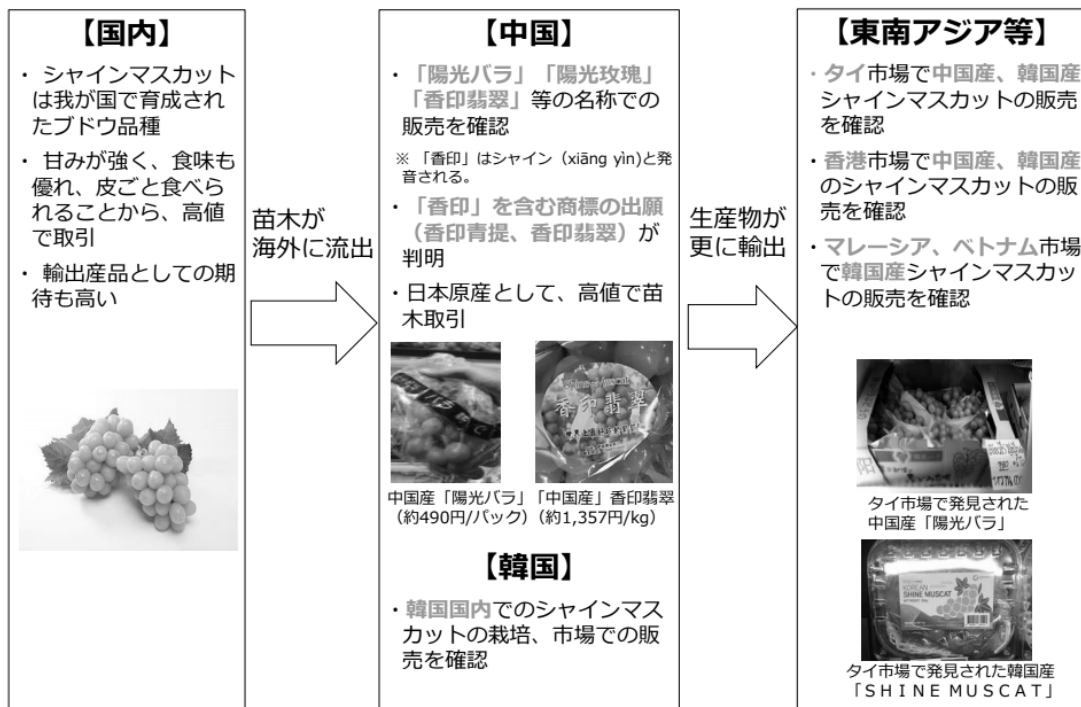 【国内】
・ シャインマスカット
は我が国で育成され
たブドウ品種
・ 甘みが強く、食味も
優れ、皮ごと食べら
れることから、高値
で取引
・ 輸出産品としての期
待も高い
苗木が
海外に流出
【中国】
・「陽光バラ」「陽光玫瑰」
「香印翡翠」等の名称での
販売を確認
※ 「香印」はシャイン（xiāng yìn)と発
音される。
・「香印」を含む商標の出願
（香印青提、香印翡翠）が
判明
・日本原産として、高値で苗
木取引
Shine Muscat
香印翡翠
中国産「陽光バラ」
（約490円/パック）
「中国産」香印翡翠
（約1,357円/kg）
【韓国】
・韓国国内でのシャインマス
カットの栽培、市場での販
売を確認
生産物が
更に輸出
【東南アジア等】
・タイ市場で中国産、韓国産
シャインマスカットの販売
を確認
・香港市場で中国産、韓国産
のシャインマスカットの販
売を確認
・マレーシア、ベトナム市場
で韓国産シャインマスカッ
トの販売を確認
陽
タイ市場で発見された
中国産「陽光バラ」
KOREAN
SHINE MUSCAT
タイ市場で発見された韓国産
「ＳＨＩＮＥ ＭＵＳＣＡＴ」